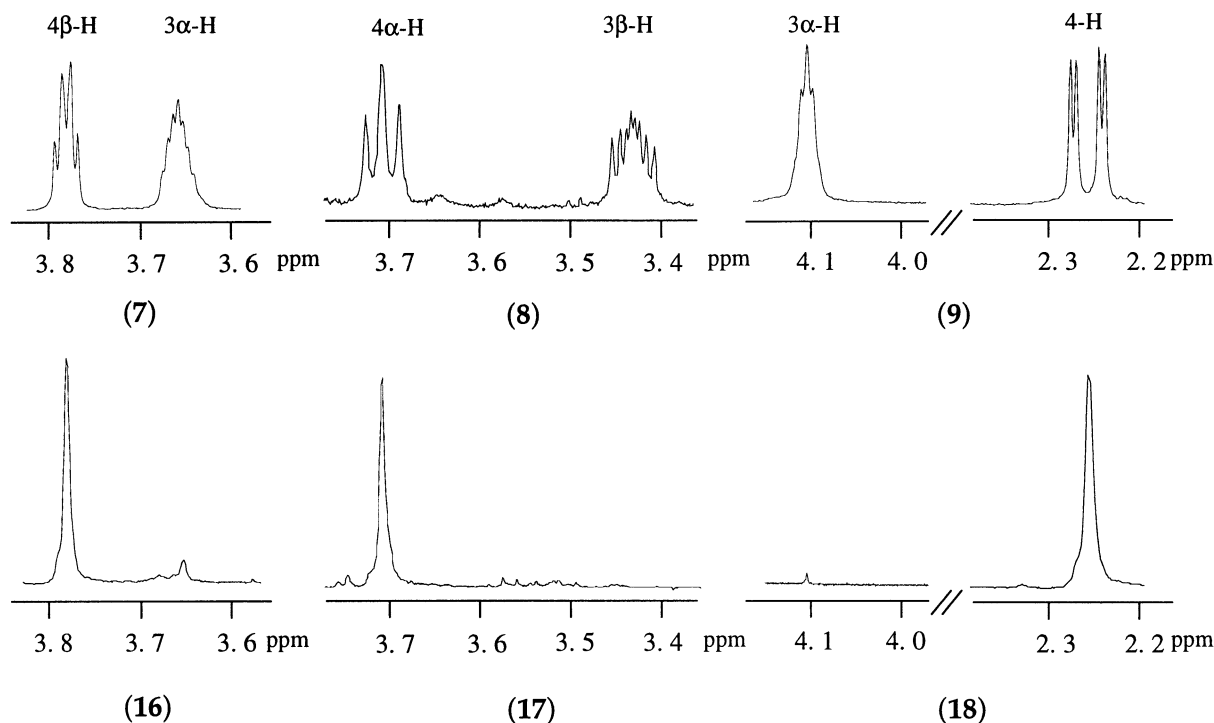 4β-H 3α-H 4α-H 3β-H 3α-H 4-H
3.8 3.7 3.6 ppm 3.7 3.6 3.5 3.4 ppm 4.1 4.0 // 2.3 2.2 ppm
(7) (8) (9)
3.8 3.7 3.6 ppm 3.7 3.6 3.5 3.4 ppm 4.1 4.0 // 2.3 2.2 ppm
(16) (17) (18)